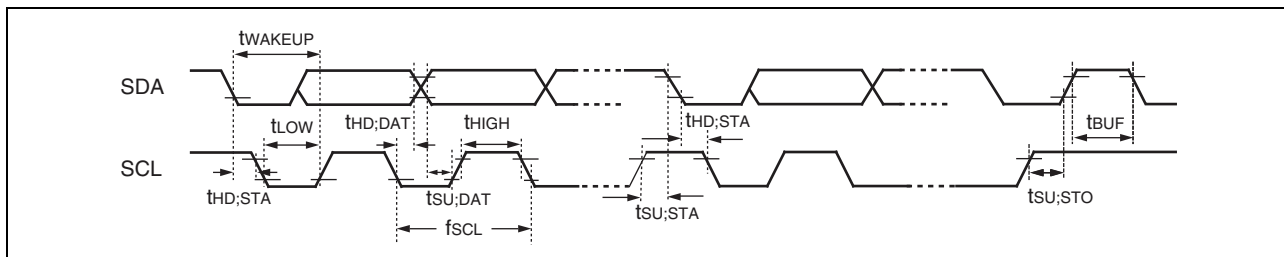 tWAKEUP
SDA
tLOW
tHD;DAT
tHIGH
tHD;STA
tBUF
SCL
tHD;STA
tSU;DAT
tSU;STA
tSU;STO
fSCL